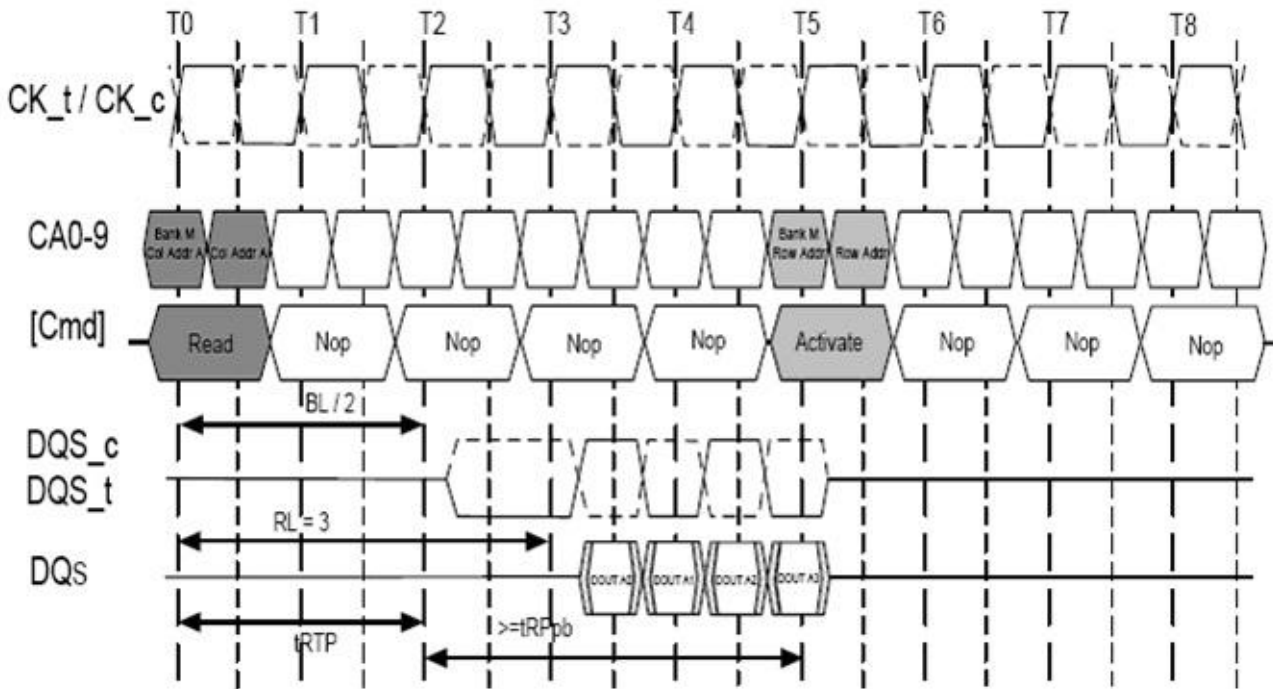 T0 T1 T2 T3 T4 T5 T6 T7 T8
CK_t / CK_c
CA0-9
Bank M
Col Addr A
Col Addr A
Bank M
Row Addr
Row Addr
[Cmd]
Read Nop Nop Nop Nop Activate Nop Nop Nop
BL / 2
DQS_c
DQS_t
RL = 3
DQs
DOUT A0 DOUT A1 DOUT A2 DOUT A3
tRTP
>=tRPpb